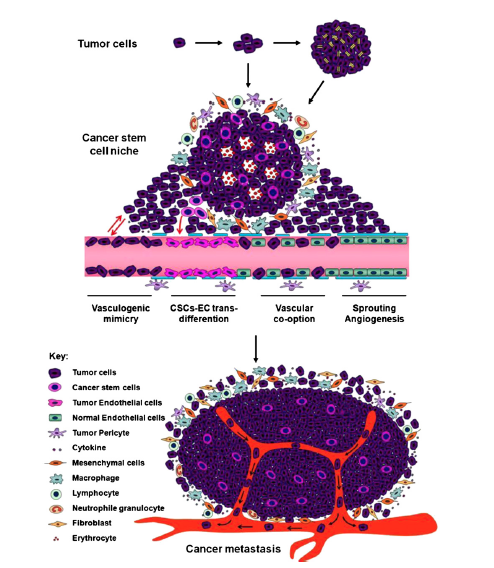 Tumor cells
Cancer stem
cell niche
Vasculogenic
mimicry
CSCs-EC trans-
differention
Vascular
co-option
Sprouting
Angiogenesis
Key:
Tumor cells
Cancer stem cells
Tumor Endothelial cells
Normal Endothelial cells
Tumor Pericyte
Cytokine
Mesenchymal cells
Macrophage
Lymphocyte
Neutrophile granulocyte
Fibroblast
Erythrocyte
Cancer metastasis